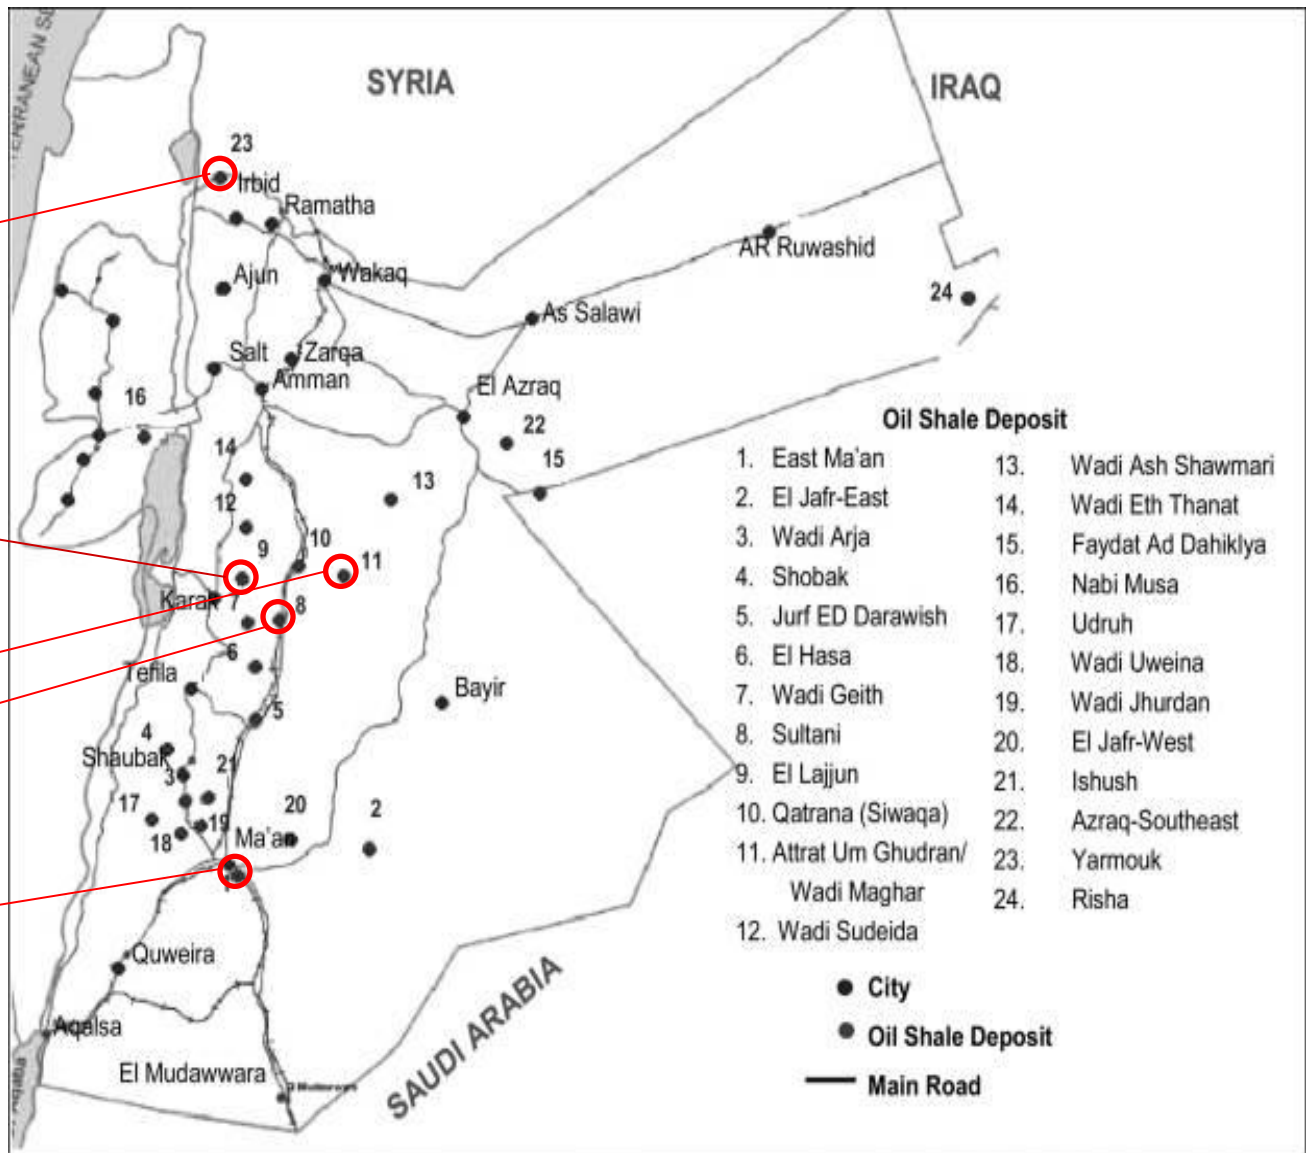 TERRANEAN SE
SYRIA
IRAQ
23
Irbid
Ramatha
AR Ruwashid
Ajun
Wakaq
24
As Salawi
Salt
Zarqa
Amman
El Azraq
16
22
14
15
13
12
10
9
11
Karak
8
6
Tefila
Bayir
5
4
Shaubak
3
21
17
19
20
2
18
Ma'an
Quweira
Aqalsa
El Mudawwara
SAUDI ARABIA
Aqaba
Oil Shale Deposit
1. East Ma'an
2. El Jafr-East
3. Wadi Arja
4. Shobak
5. Jurf ED Darawish
6. El Hasa
7. Wadi Geith
8. Sultani
9. El Lajjun
10. Qatrana (Siwaqa)
11. Attrat Um Ghudran/
Wadi Maghar
12. Wadi Sudeida
13. Wadi Ash Shawmari
14. Wadi Eth Thanat
15. Faydat Ad Dahiklya
16. Nabi Musa
17. Udruh
18. Wadi Uweina
19. Wadi Jhurdan
20. El Jafr-West
21. Ishush
22. Azraq-Southeast
23. Yarmouk
24. Risha
City
Oil Shale Deposit
Main Road